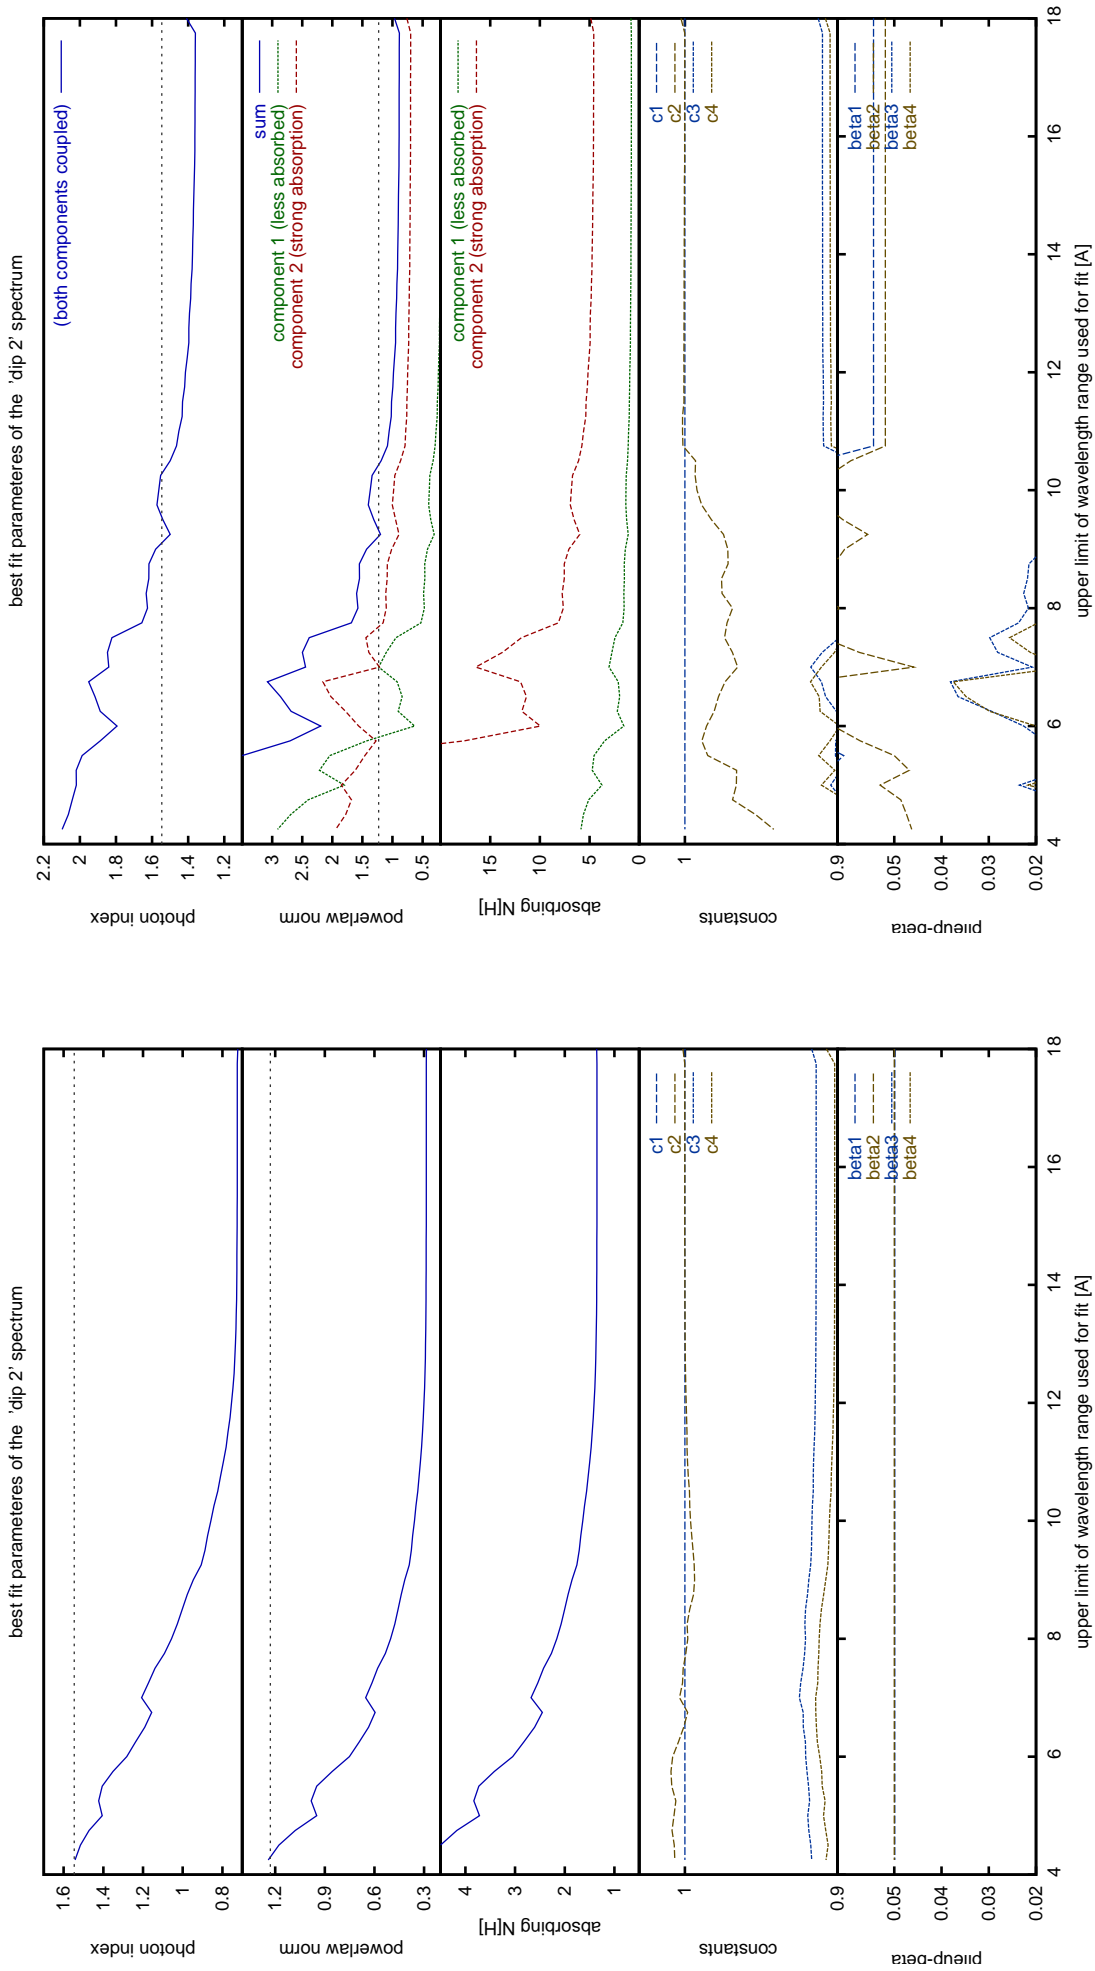 best fit parameteres of the 'dip 2' spectrum
photon index
1.6
1.4
1.2
1
0.8
powerlaw norm
1.2
0.9
0.6
0.3
absorbing N[H]
4
3
2
1
constants
1
0.9
c1
c2
c3
c4
pileup-beta
0.05
0.04
0.03
0.02
beta1
beta2
beta3
beta4
4 6 8 10 12 14 16 18
upper limit of wavelength range used for fit [A]
best fit parameteres of the 'dip 2' spectrum
photon index
2.2
2
1.8
1.6
1.4
1.2
(both components coupled)
powerlaw norm
3
2.5
2
1.5
1
0.5
sum
component 1 (less absorbed)
component 2 (strong absorption)
absorbing N[H]
15
10
5
0
component 1 (less absorbed)
component 2 (strong absorption)
constants
1
0.9
c1
c2
c3
c4
pileup-beta
0.05
0.04
0.03
0.02
beta1
beta2
beta3
beta4
4 6 8 10 12 14 16 18
upper limit of wavelength range used for fit [A]